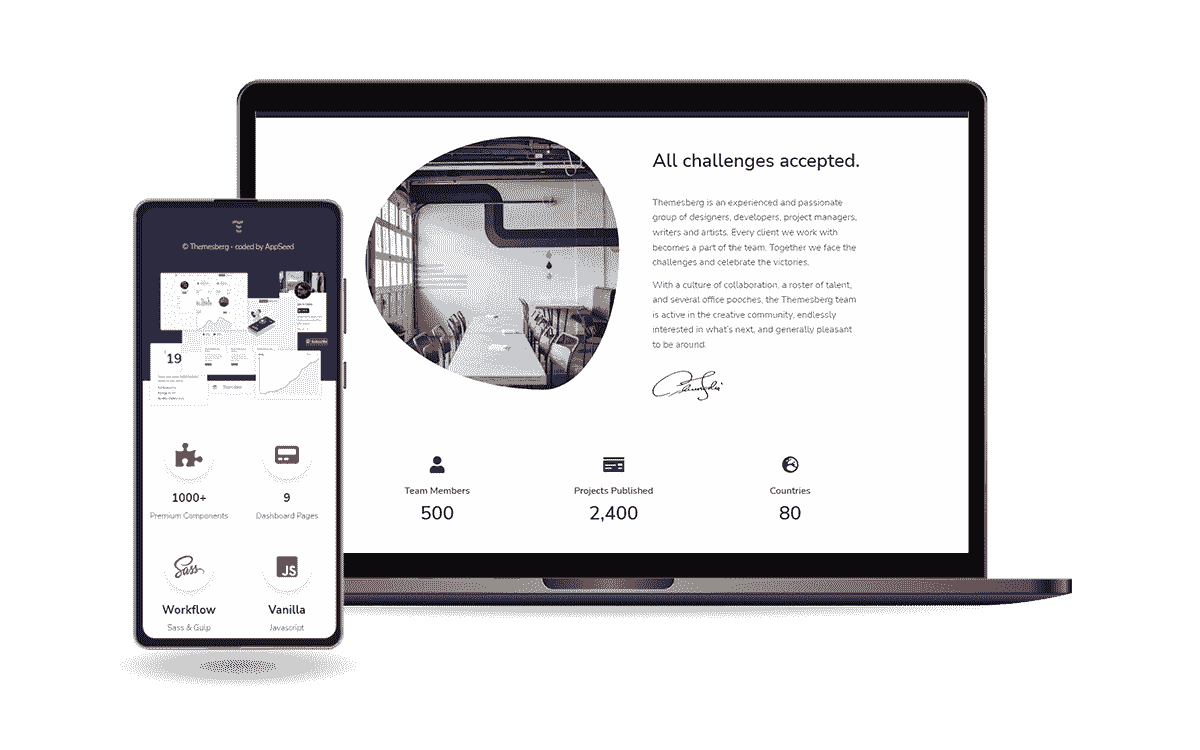 All challenges accepted.
Themesberg is an experienced and passionate
group of designers, developers, project managers,
writers and artists. Every client we work with
becomes a part of the team. Together we face the
challenges and celebrate the victories.
With a culture of collaboration, a roster of talent,
and several office pooches, the Themesberg team
is active in the creative community, endlessly
interested in what's next, and generally pleasant
to be around.
Team Members
500
Projects Published
2,400
Countries
80
© Themesberg - coded by AppSeed
19
1000+
Premium Components
9
Dashboard Pages
Sass
JS
Workflow
Sass & Gulp
Vanilla
Javascript